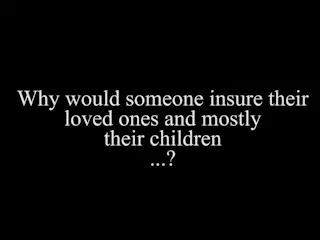 Why would someone insure their
loved ones and mostly
their children
...?